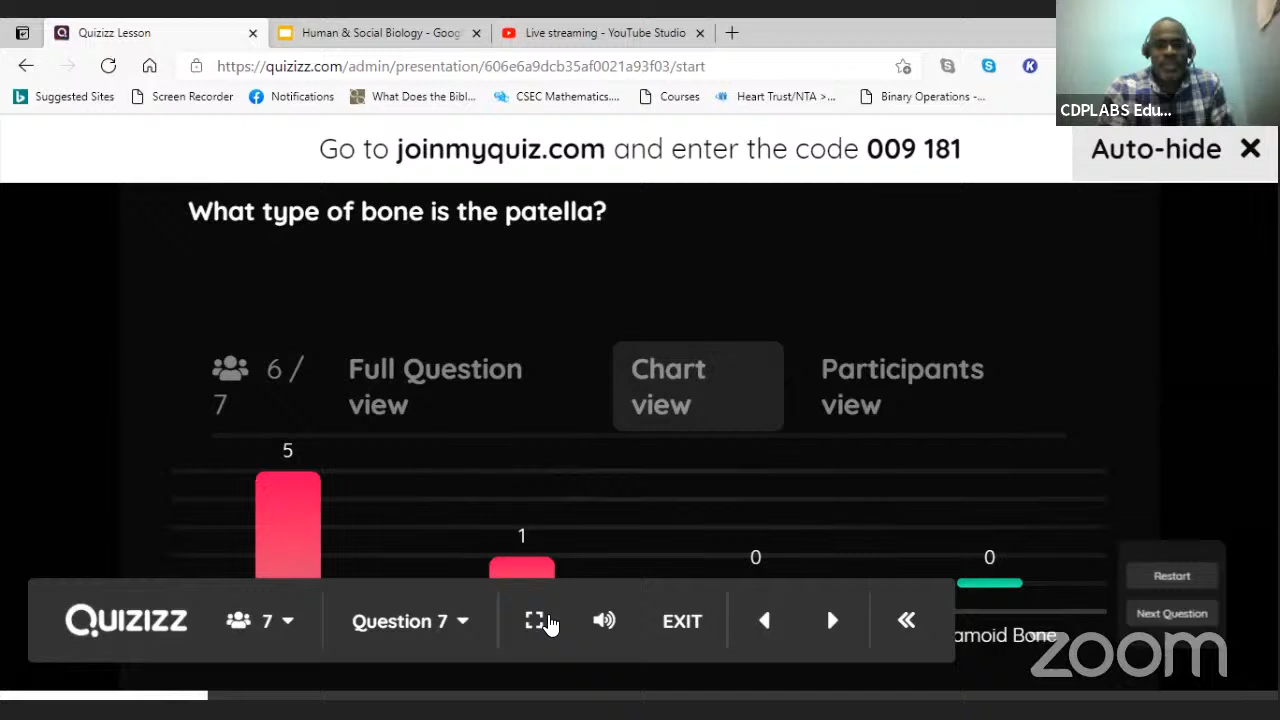 Quizizz Lesson
Human & Social Biology - Goog
Live streaming - YouTube Studio
https://quizizz.com/admin/presentation/606e6a9dcb35af0021a93f03/start
Suggested Sites
Screen Recorder
Notifications
What Does the Bibl...
CSEC Mathematics....
Courses
Heart Trust/NTA >...
Binary Operations -...
CDPLABS Edu...
Go to joinmyquiz.com and enter the code 009 181
Auto-hide
What type of bone is the patella?
6 /
7
Full Question
view
Chart
view
Participants
view
5
1
0
0
Restart
Next Question
QUIZIZZ
7
Question 7
EXIT
amoid Bone
zoom